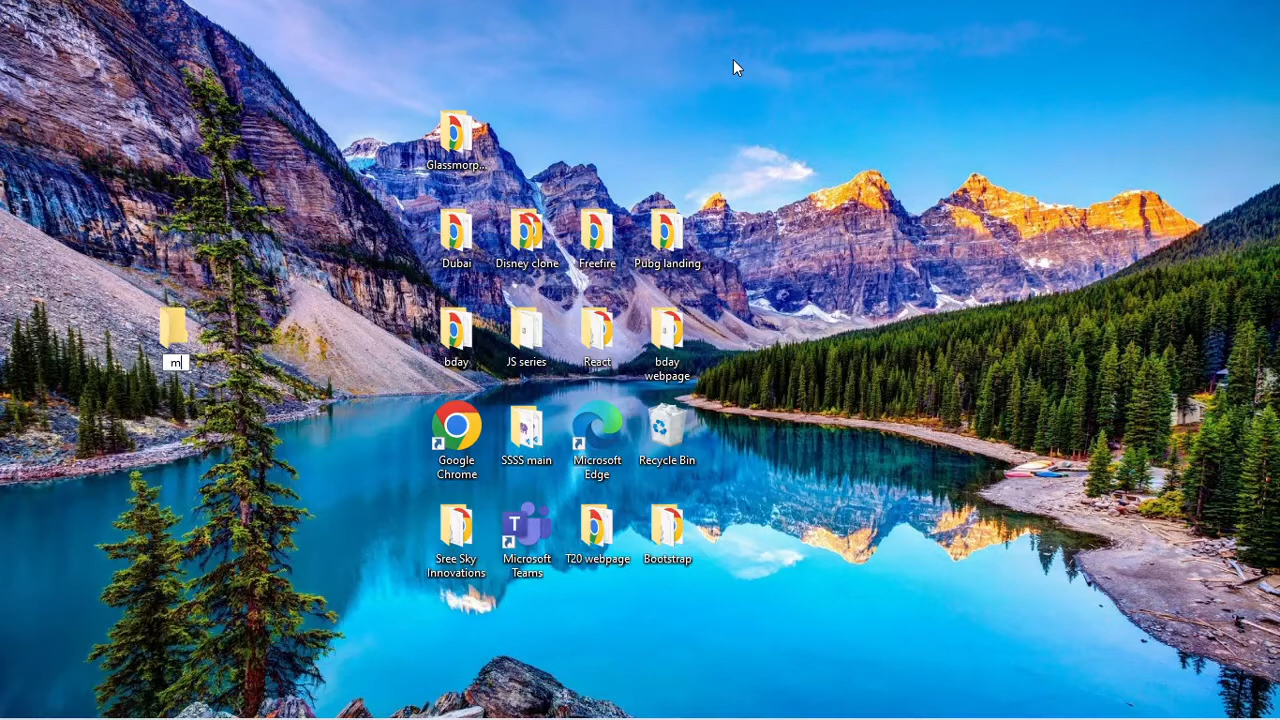 Glassmorp...
Dubai
Disney clone
Freefire
Pubg landing
m
bday
JS series
React
bday
webpage
Google
Chrome
SSSS main
Microsoft
Edge
Recycle Bin
Sree Sky
Innovations
T
Microsoft
Teams
T20 webpage
Bootstrap